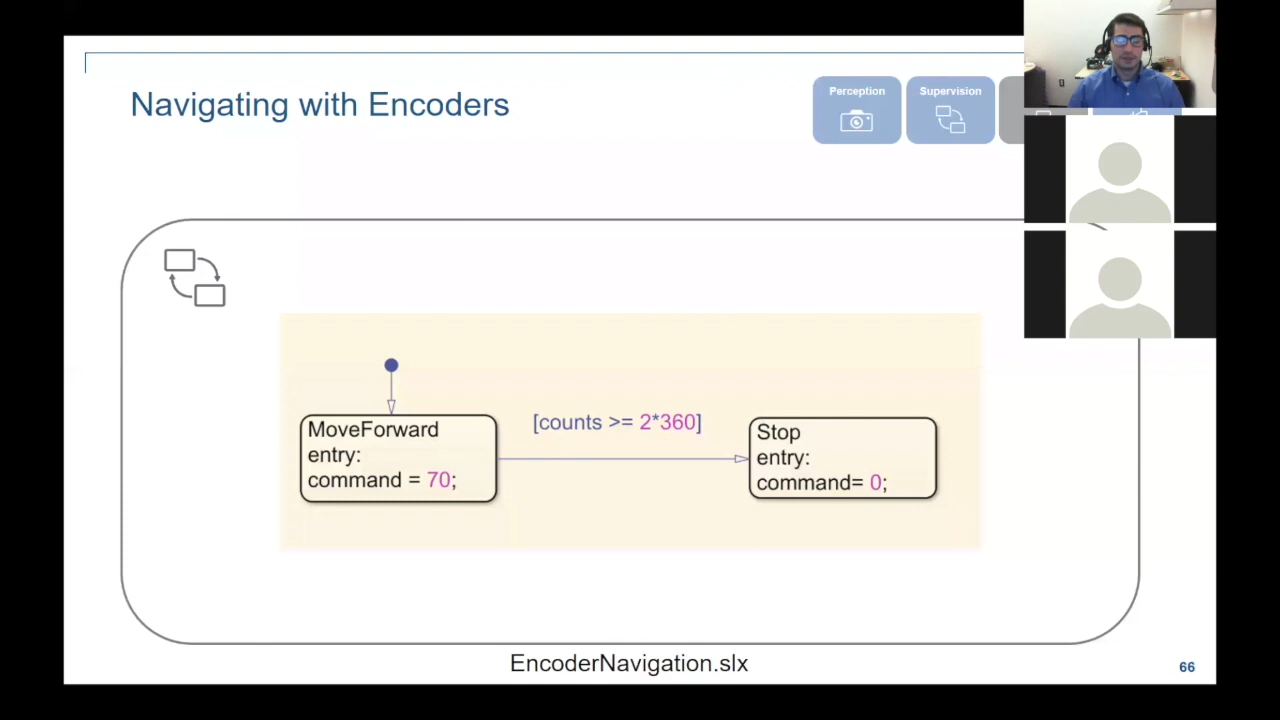 Navigating with Encoders
Perception
Supervision
MoveForward
entry:
command = 70;
[counts >= 2*360]
Stop
entry:
command= 0;
EncoderNavigation.slx
66